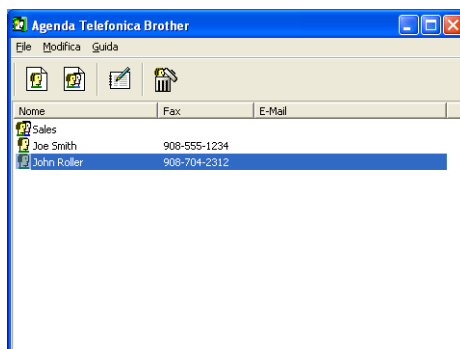 Agenda Telefonica Brother
File Modifica Guida
Nome Fax E-Mail
Sales
Joe Smith 908-555-1234
John Roller 908-704-2312